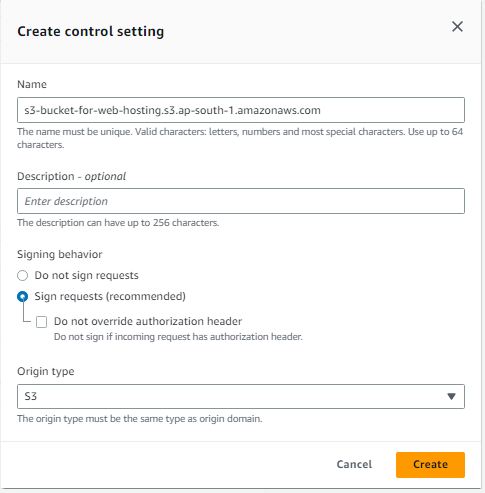 Create control setting
Name
s3-bucket-for-web-hosting.s3.ap-south-1.amazonaws.com
The name must be unique. Valid characters: letters, numbers and most special characters. Use up to 64
characters.
Description - optional
Enter description
The description can have up to 256 characters.
Signing behavior
Do not sign requests
Sign requests (recommended)
Do not override authorization header
Do not sign if incoming request has authorization header.
Origin type
S3
The origin type must be the same type as origin domain.
Cancel Create